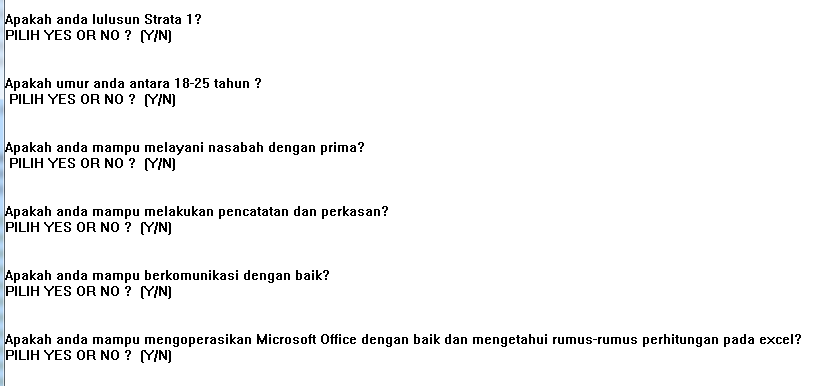 Apakah anda lulusun Strata 1?
PILIH YES OR NO ? (Y/N)
Apakah umur anda antara 18-25 tahun ?
PILIH YES OR NO ? (Y/N)
Apakah anda mampu melayani nasabah dengan prima?
PILIH YES OR NO ? (Y/N)
Apakah anda mampu melakukan pencatatan dan perkasan?
PILIH YES OR NO ? (Y/N)
Apakah anda mampu berkomunikasi dengan baik?
PILIH YES OR NO ? (Y/N)
Apakah anda mampu mengoperasikan Microsoft Office dengan baik dan mengetahui rumus-rumus perhitungan pada excel?
PILIH YES OR NO ? (Y/N)